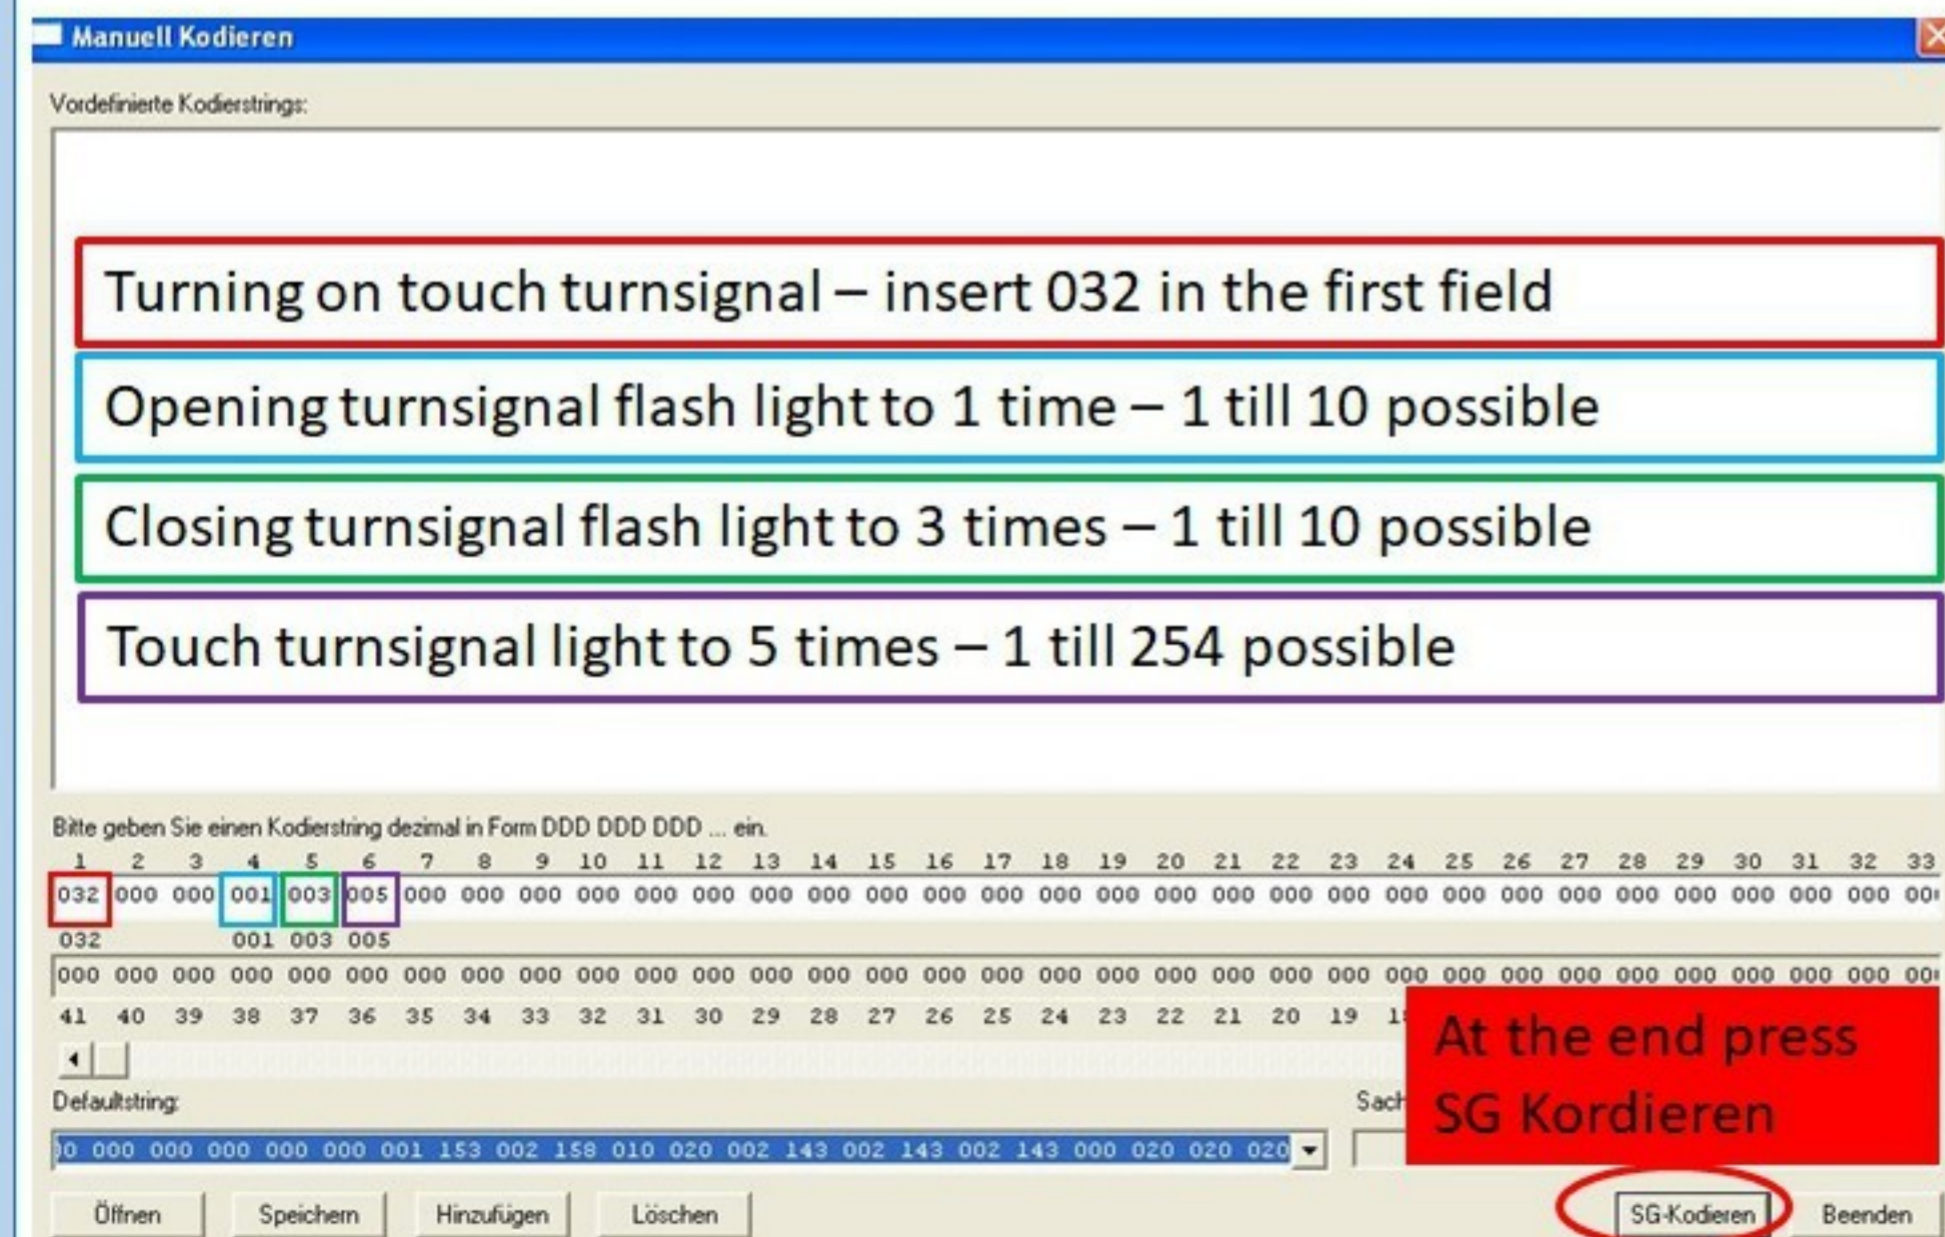 Manuell Kodieren
Vordefinierte Kodierstrings:
Turning on touch turnsignal – insert 032 in the first field
Opening turnsignal flash light to 1 time – 1 till 10 possible
Closing turnsignal flash light to 3 times – 1 till 10 possible
Touch turnsignal light to 5 times – 1 till 254 possible
Bitte geben Sie einen Kodierstring dezimal in Form DDD DDD DDD ... ein.
1 2 3 4 5 6 7 8 9 10 11 12 13 14 15 16 17 18 19 20 21 22 23 24 25 26 27 28 29 30 31 32 33
032 000 000 001 003 005 000 000 000 000 000 000 000 000 000 000 000 000 000 000 000 000 000 000 000 000 000 000 000 000 000 000 00
032 001 003 005
000 000 000 000 000 000 000 000 000 000 000 000 000 000 000 000 000 000 000 000 000 000 000 000 000 000 000 000 000 000 000 000 00
41 40 39 38 37 36 35 34 33 32 31 30 29 28 27 26 25 24 23 22 21 20 19
At the end press
SG Kordieren
Defaultstring:
Sach
0 000 000 000 000 000 001 153 002 158 010 020 002 143 002 143 002 143 000 020 020 020
Öffnen Speichern Hinzufügen Löschen SG-Kodieren Beenden